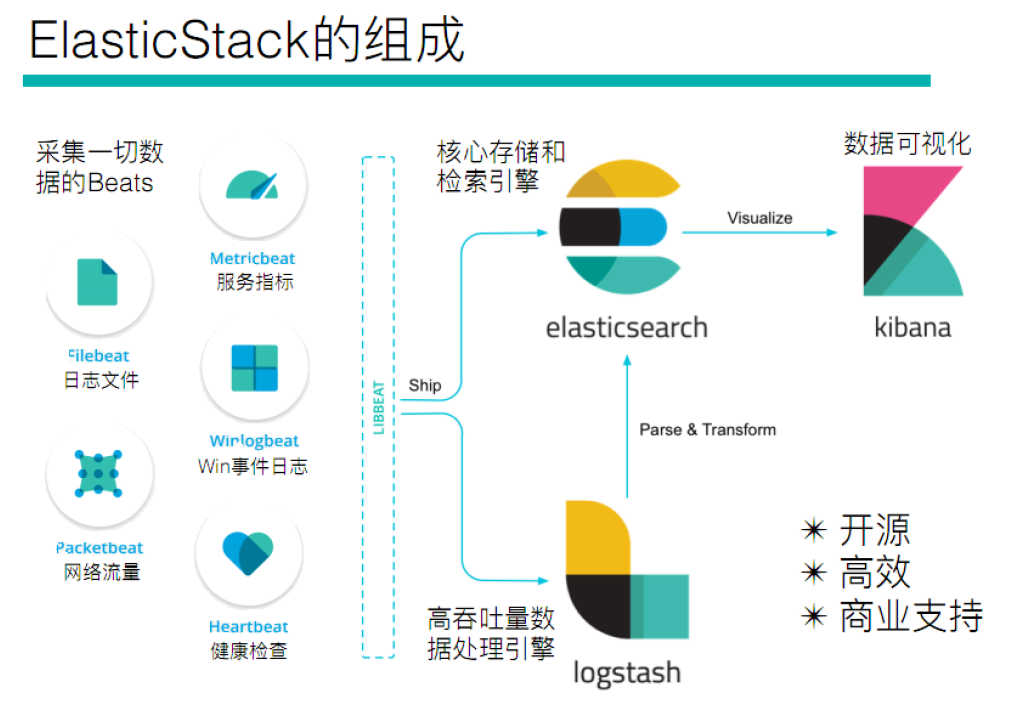 ElasticStack的组成
采集一切数
据的Beats
Metricbeat
服务指标
Filebeat
日志文件
Winlogbeat
Win事件日志
Packetbeat
网络流量
Heartbeat
健康检查
LIBBEAT
Ship
核心存储和
检索引擎
elasticsearch
Visualize
数据可视化
kibana
Parse & Transform
高吞吐量数
据处理引擎
logstash
✴ 开源
✴ 高效
✴ 商业支持